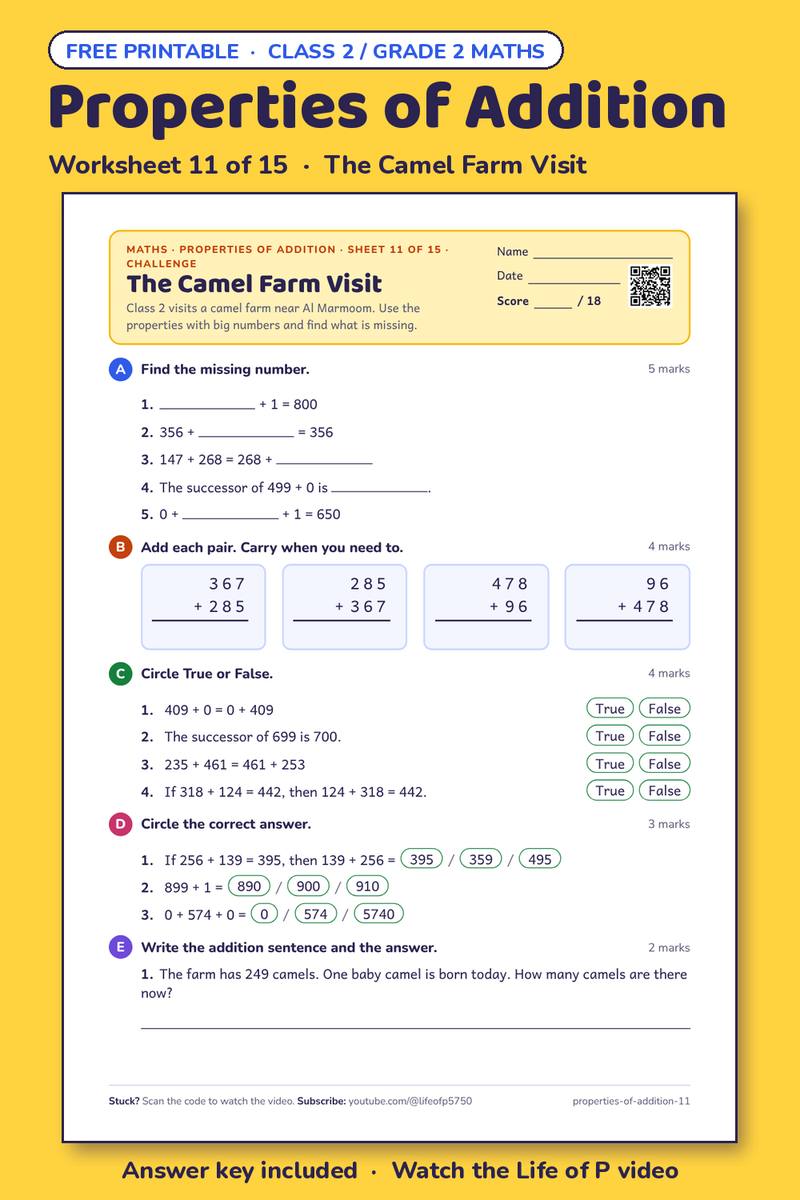 FREE PRINTABLE · CLASS 2 / GRADE 2 MATHS
Properties of Addition
Worksheet 11 of 15 · The Camel Farm Visit
MATHS · PROPERTIES OF ADDITION · SHEET 11 OF 15 ·
CHALLENGE
The Camel Farm Visit
Class 2 visits a camel farm near Al Marmoom. Use the
properties with big numbers and find what is missing.
Name ____
Date ____
Score ____ / 18
A Find the missing number. 5 marks
1. ____ + 1 = 800
2. 356 + ____ = 356
3. 147 + 268 = 268 + ____
4. The successor of 499 + 0 is ____.
5. 0 + ____ + 1 = 650
B Add each pair. Carry when you need to. 4 marks
367 285 478 96
+ 285 + 367 + 96 + 478
C Circle True or False. 4 marks
1. 409 + 0 = 0 + 409 True False
2. The successor of 699 is 700. True False
3. 235 + 461 = 461 + 253 True False
4. If 318 + 124 = 442, then 124 + 318 = 442. True False
D Circle the correct answer. 3 marks
1. If 256 + 139 = 395, then 139 + 256 = 395 / 359 / 495
2. 899 + 1 = 890 / 900 / 910
3. 0 + 574 + 0 = 0 / 574 / 5740
E Write the addition sentence and the answer. 2 marks
1. The farm has 249 camels. One baby camel is born today. How many camels are there
now?
Stuck? Scan the code to watch the video. Subscribe: youtube.com/@lifeofp5750 properties-of-addition-11
Answer key included · Watch the Life of P video